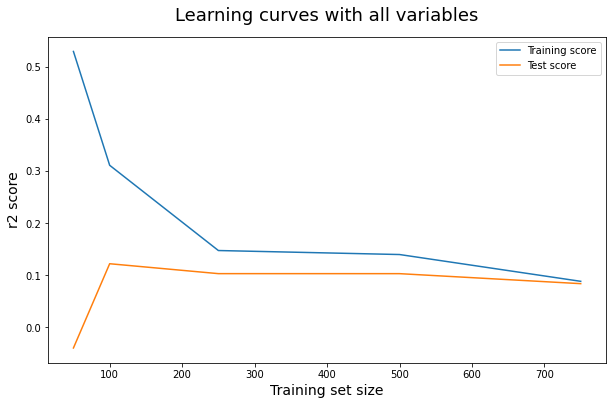 Learning curves with all variables
Training score
Test score
r2 score
0.5
0.4
0.3
0.2
0.1
0.0
100 200 300 400 500 600 700
Training set size